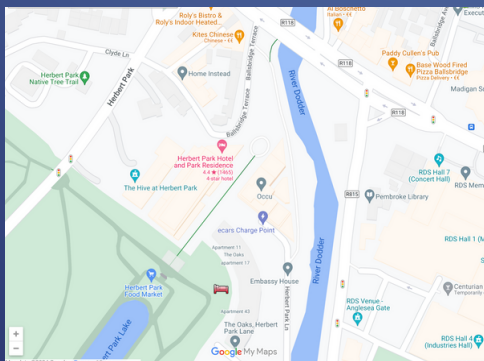 Roly's Bistro &
Roly's Indoor Heated...
Kites Chinese
Chinese • €€
Al Boschetto
Italian • €€
R118
Ballsbridge
Clyde Ln
Herbert Park
Native Tree Trail
Herbert Park
Home Instead
Ballsbridge Terrace
Ballsbridge Terrace
River Dodder
R118
Paddy Cullen's Pub
Base Wood Fired
Pizza Ballsbridge
Pizza Delivery • €€
Madigan
R118
R118
Herbert Park Hotel
and Park Residence
4.4 ★ (1465)
4-star hotel
The Hive at Herbert Park
Occu
RDS Hall 7
(Concert Hall)
R815
RDS
Pembroke Library
ecars Charge Point
RDS Hall 1
Apartment 11
The Oaks
Apartment 17
Herbert Park
Food Market
Embassy House
River Dodder
Herbert Park Ln
Centurian
Temporarily
RDS Venue -
Anglesea Gate
Apartment 43
The Oaks, Herbert
Park Lane
Herbert Park Lake
RDS Hall 4
(Industries Hall)
+
−
Google My Maps